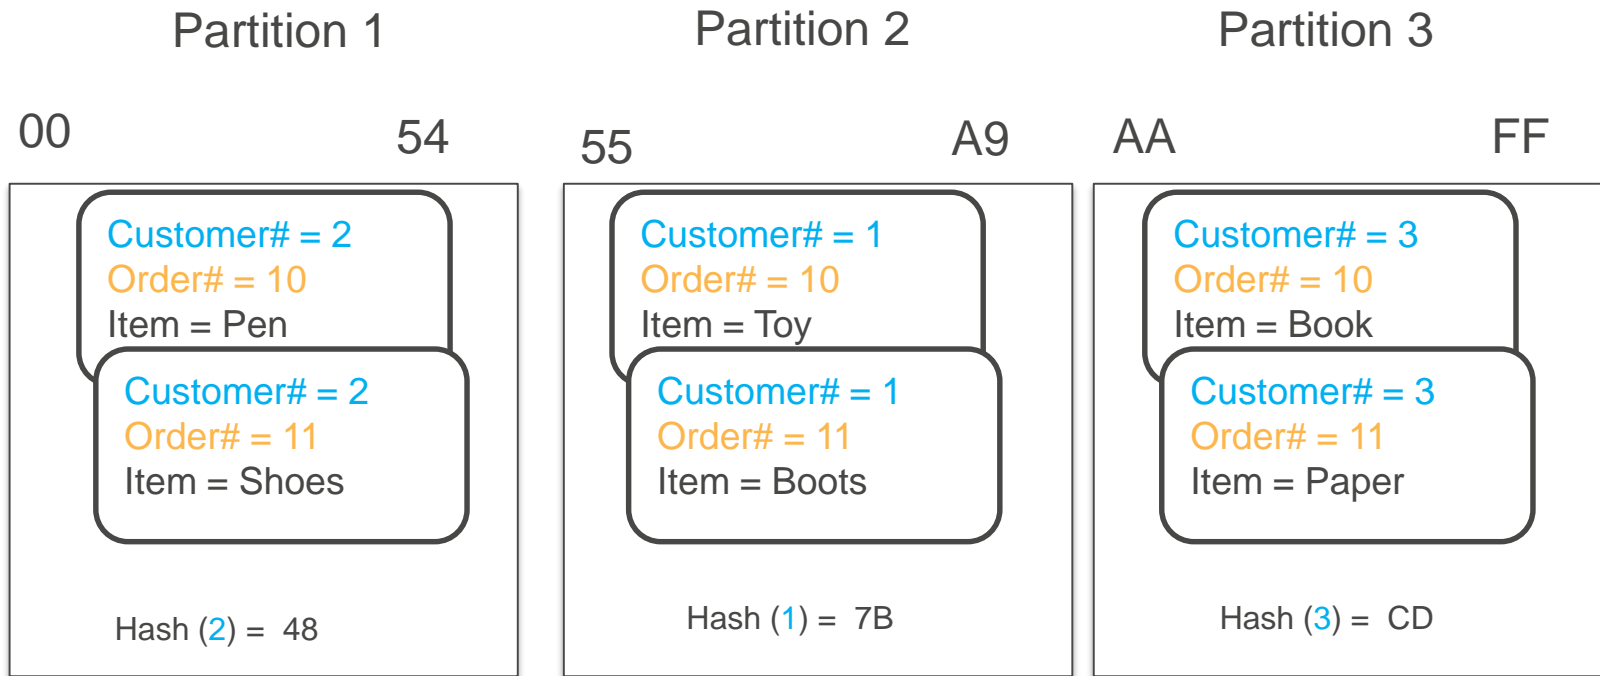 Partition 1
Partition 2
Partition 3
00
54
55
A9
AA
FF
Customer# = 2
Order# = 10
Item = Pen
Customer# = 2
Order# = 11
Item = Shoes
Hash (2) = 48
Customer# = 1
Order# = 10
Item = Toy
Customer# = 1
Order# = 11
Item = Boots
Hash (1) = 7B
Customer# = 3
Order# = 10
Item = Book
Customer# = 3
Order# = 11
Item = Paper
Hash (3) = CD